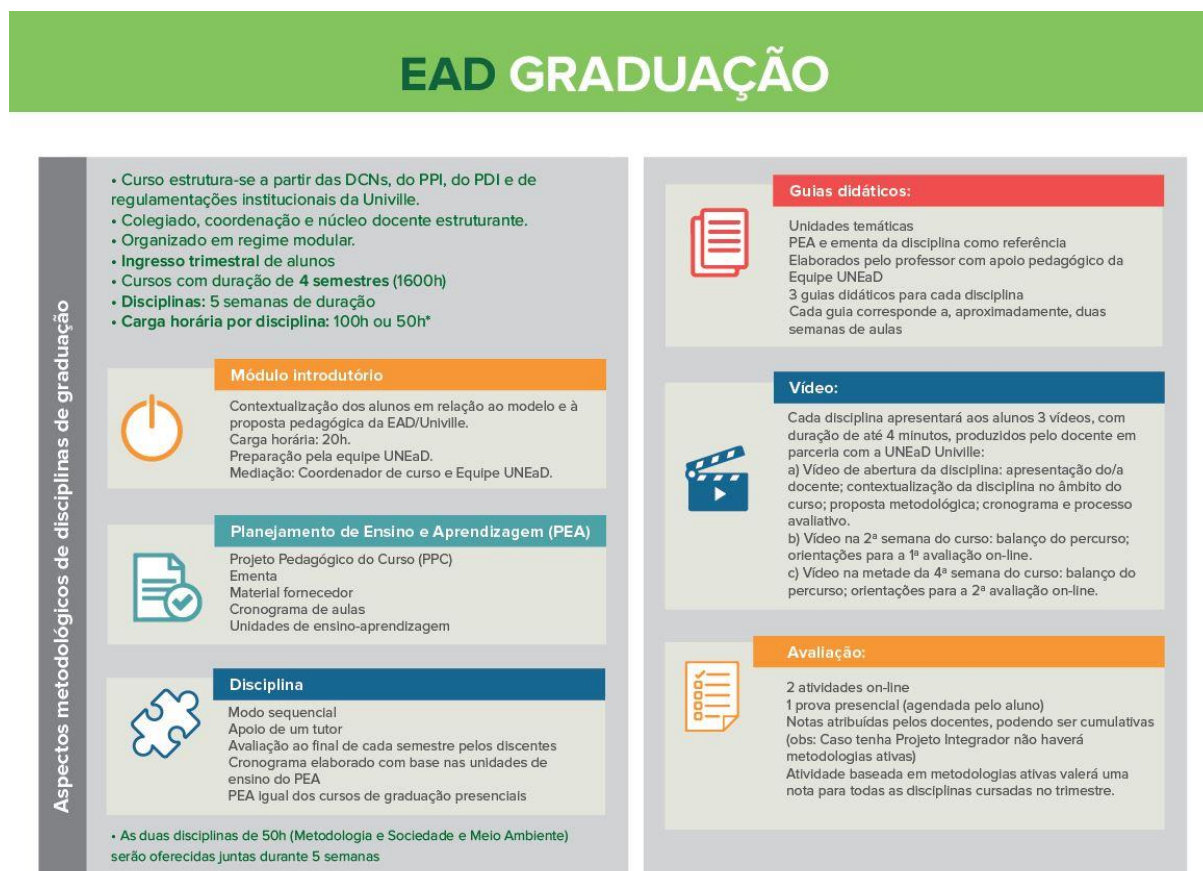 EAD GRADUAÇÃO
Aspectos metodológicos de disciplinas de graduação
• Curso estrutura-se a partir das DCNs, do PPI, do PDI e de
regulamentações institucionais da Univille.
• Colegiado, coordenação e núcleo docente estruturante.
• Organizado em regime modular.
• Ingresso trimestral de alunos
• Cursos com duração de 4 semestres (1600h)
• Disciplinas: 5 semanas de duração
• Carga horária por disciplina: 100h ou 50h*
Módulo introdutório
Contextualização dos alunos em relação ao modelo e à
proposta pedagógica da EAD/Univille.
Carga horária: 20h.
Preparação pela equipe UNEaD.
Mediação: Coordenador de curso e Equipe UNEaD.
Planejamento de Ensino e Aprendizagem (PEA)
Projeto Pedagógico do Curso (PPC)
Ementa
Material fornecedor
Cronograma de aulas
Unidades de ensino-aprendizagem
Disciplina
Modo sequencial
Apoio de um tutor
Avaliação ao final de cada semestre pelos discentes
Cronograma elaborado com base nas unidades de
ensino do PEA
PEA igual dos cursos de graduação presenciais
• As duas disciplinas de 50h (Metodologia e Sociedade e Meio Ambiente)
serão oferecidas juntas durante 5 semanas
Guias didáticos:
Unidades temáticas
PEA e ementa da disciplina como referência
Elaborados pelo professor com apoio pedagógico da
Equipe UNEaD
3 guias didáticos para cada disciplina
Cada guia corresponde a, aproximadamente, duas
semanas de aulas
Vídeo:
Cada disciplina apresentará aos alunos 3 vídeos, com
duração de até 4 minutos, produzidos pelo docente em
parceria com a UNEaD Univille:
a) Vídeo de abertura da disciplina: apresentação do/a
docente; contextualização da disciplina no âmbito do
curso; proposta metodológica; cronograma e processo
avaliativo.
b) Vídeo na 2ª semana do curso: balanço do percurso;
orientações para a 1ª avaliação on-line.
c) Vídeo na metade da 4ª semana do curso: balanço do
percurso; orientações para a 2ª avaliação on-line.
Avaliação:
2 atividades on-line
1 prova presencial (agendada pelo aluno)
Notas atribuídas pelos docentes, podendo ser cumulativas
(obs: Caso tenha Projeto Integrador não haverá
metodologias ativas)
Atividade baseada em metodologias ativas valerá uma
nota para todas as disciplinas cursadas no trimestre.